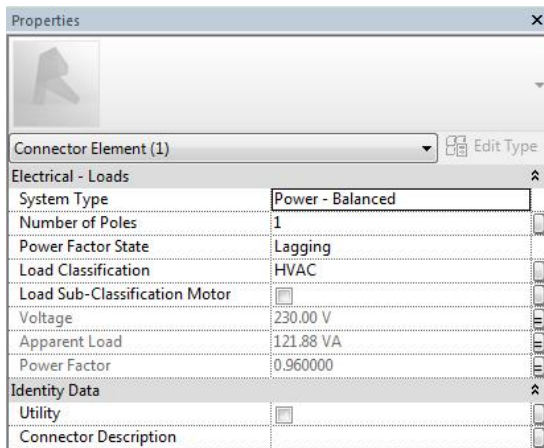 Properties x
Connector Element (1) Edit Type
Electrical - Loads
System Type Power - Balanced
Number of Poles 1
Power Factor State Lagging
Load Classification HVAC
Load Sub-Classification Motor
Voltage 230.00 V =
Apparent Load 121.88 VA =
Power Factor 0.960000 =
Identity Data
Utility
Connector Description